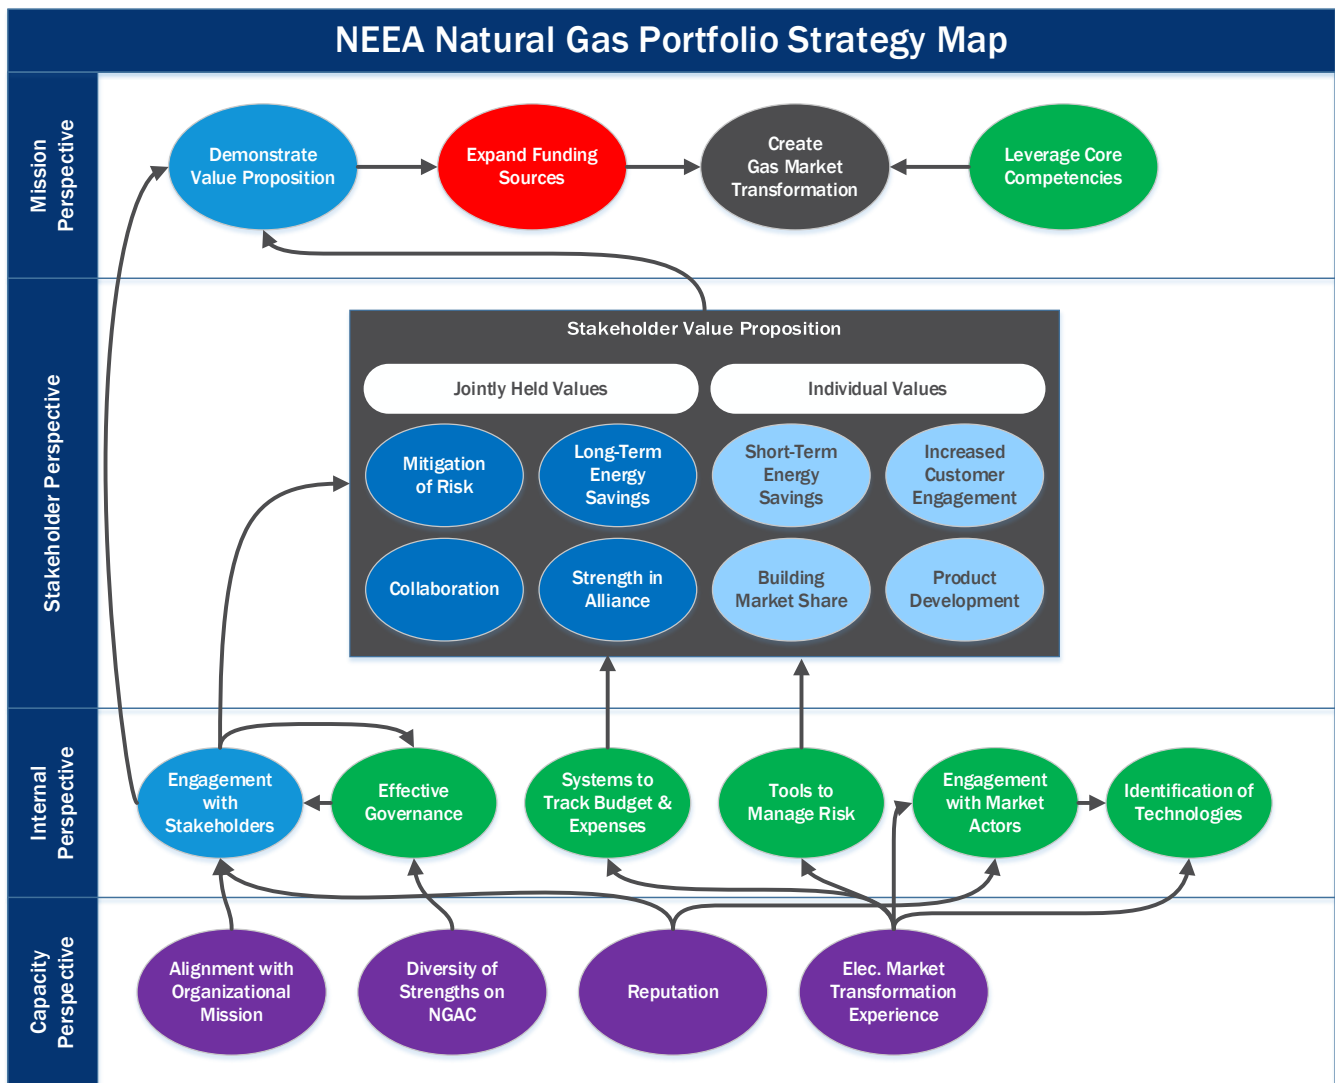 NEEA Natural Gas Portfolio Strategy Map
Mission
Perspective
Demonstrate
Value Proposition
Expand Funding
Sources
Create
Gas Market
Transformation
Leverage Core
Competencies
Stakeholder Perspective
Stakeholder Value Proposition
Jointly Held Values
Individual Values
Mitigation
of Risk
Long-Term
Energy
Savings
Short-Term
Energy
Savings
Increased
Customer
Engagement
Collaboration
Strength in
Alliance
Building
Market Share
Product
Development
Internal
Perspective
Engagement
with
Stakeholders
Effective
Governance
Systems to
Track Budget &
Expenses
Tools to
Manage Risk
Engagement
with Market
Actors
Identification of
Technologies
Capacity
Perspective
Alignment with
Organizational
Mission
Diversity of
Strengths on
NGAC
Reputation
Elec. Market
Transformation
Experience